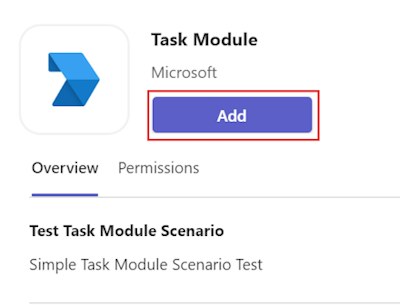 Task Module
Microsoft
Add
Overview Permissions
Test Task Module Scenario
Simple Task Module Scenario Test